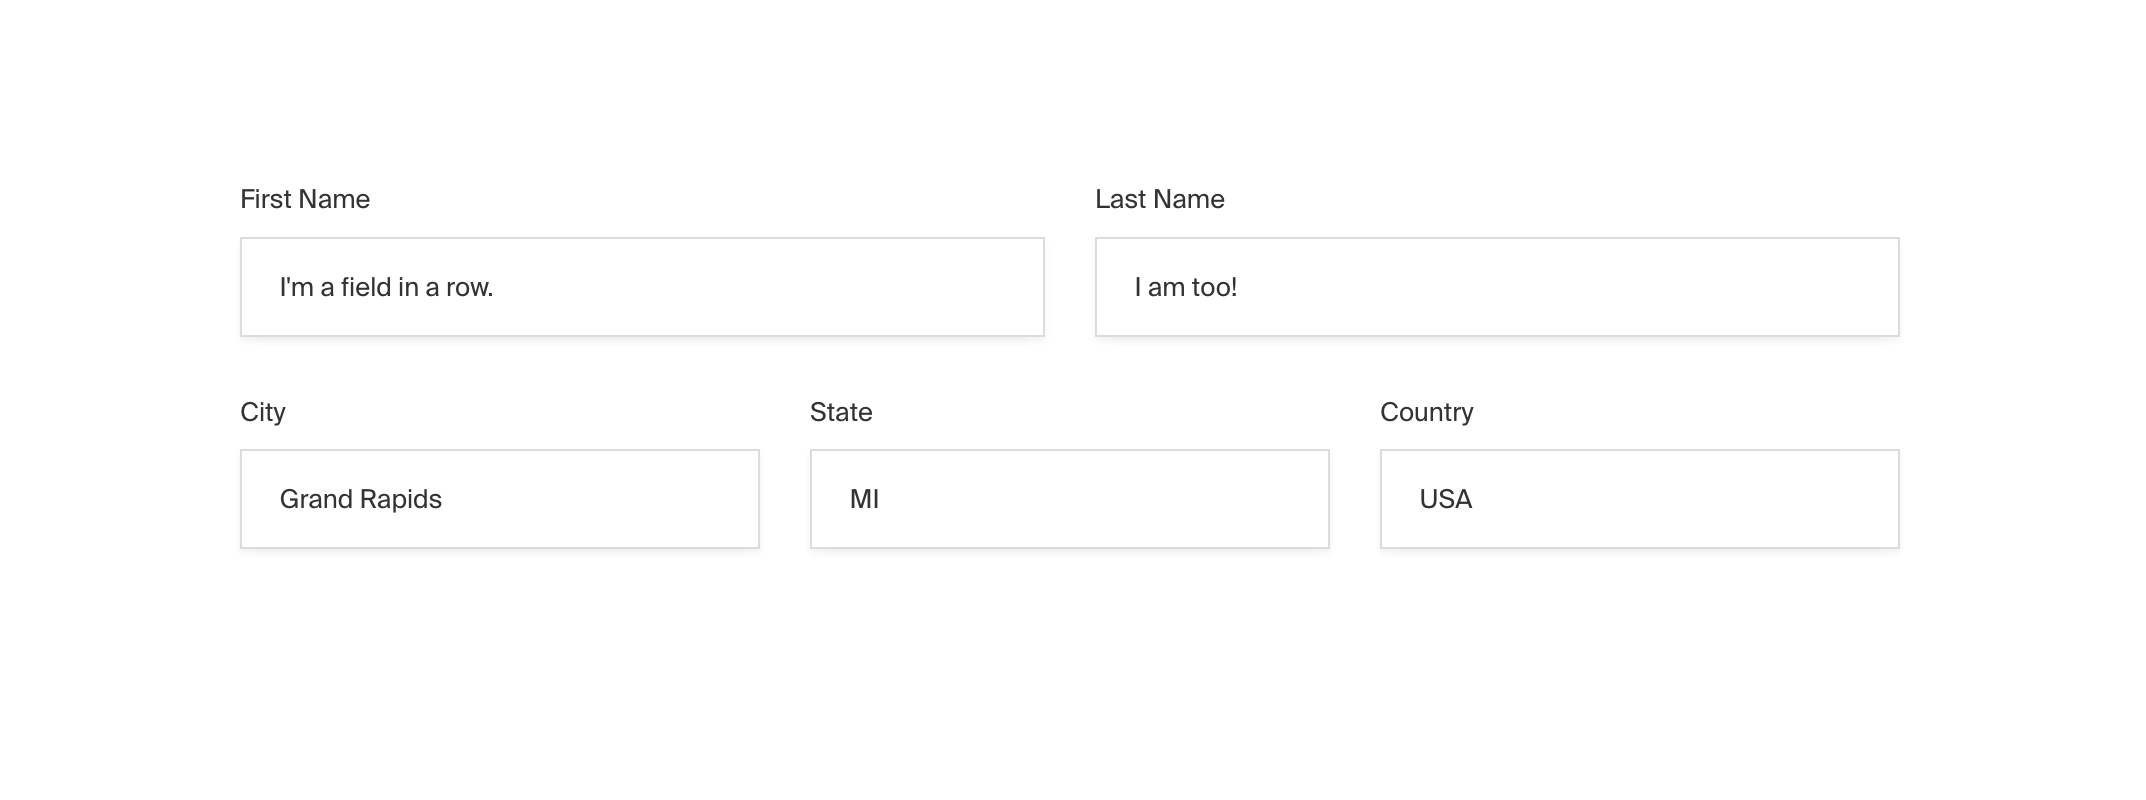 First Name
Last Name
I'm a field in a row.
I am too!
City
State
Country
Grand Rapids
MI
USA